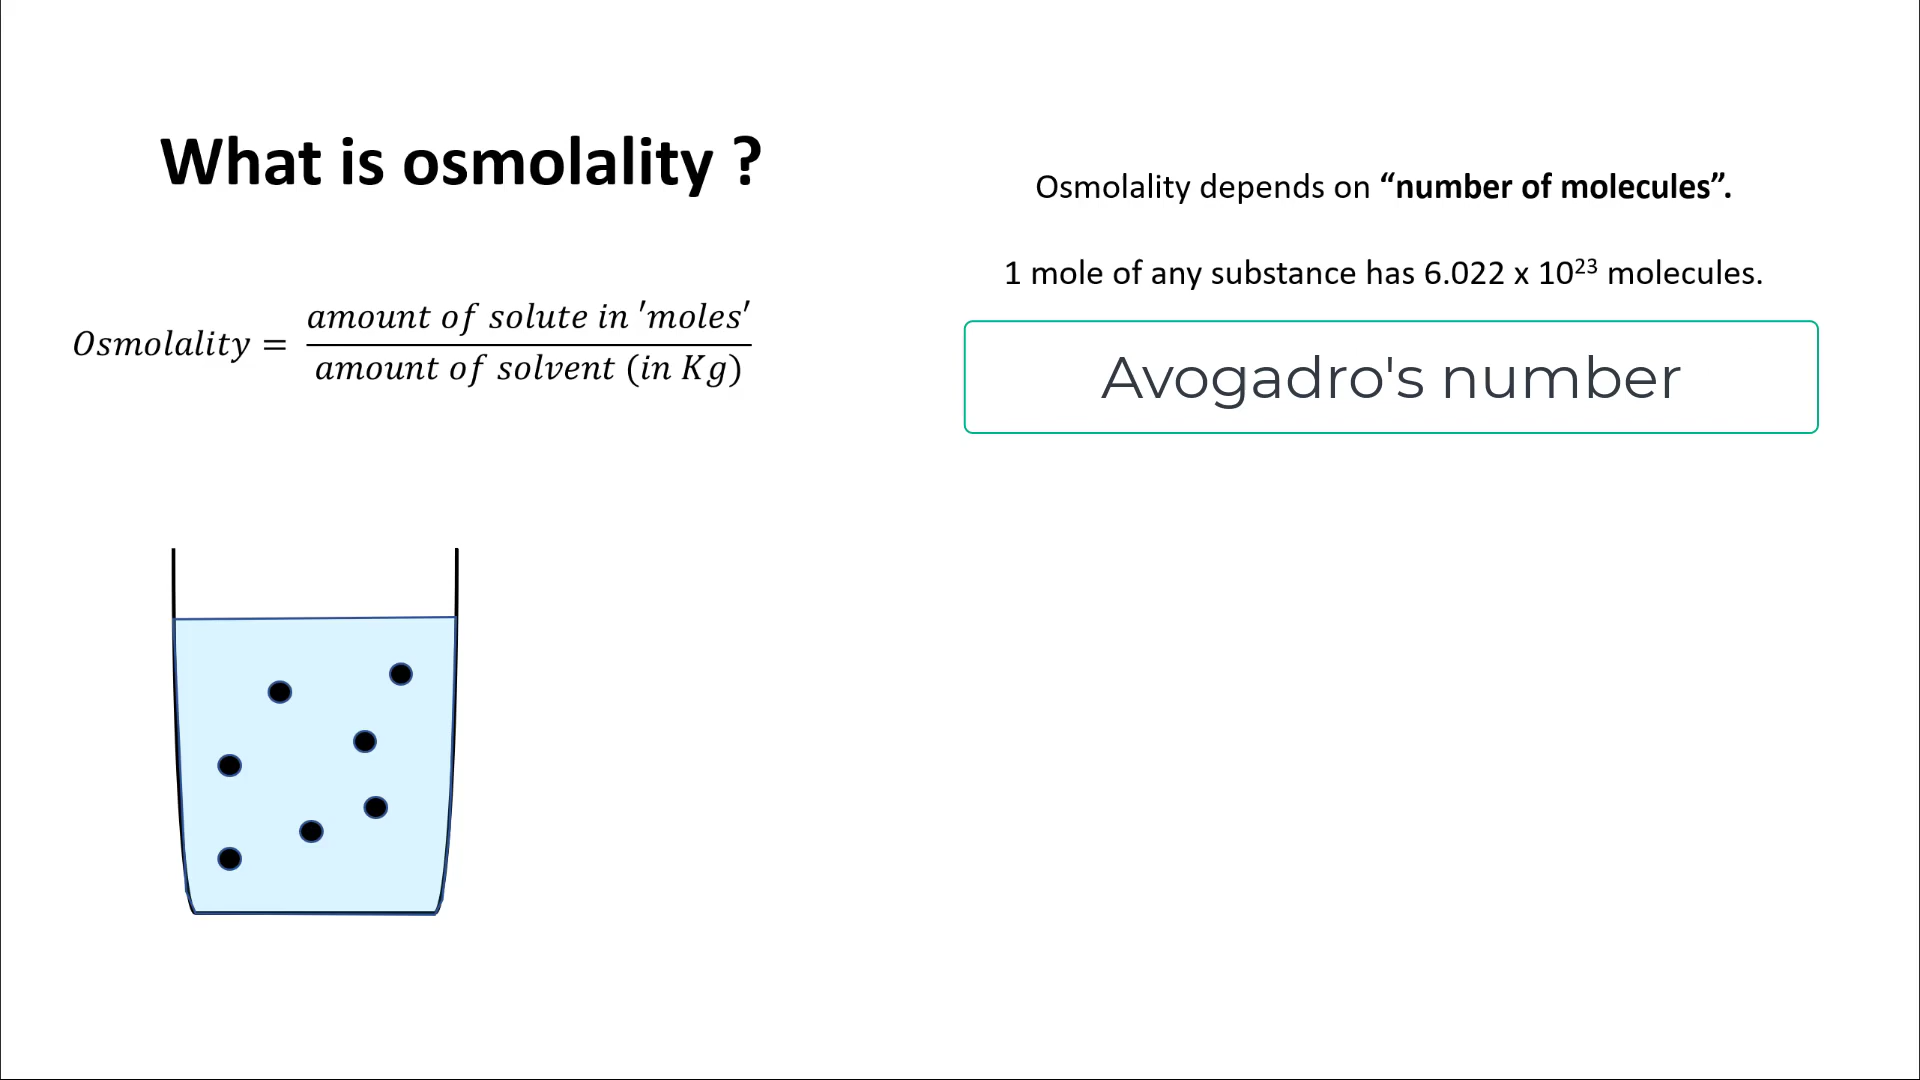 What is osmolality ?
Osmolality = amount of solute in 'moles' / amount of solvent (in Kg)
Osmolality depends on “number of molecules”.
1 mole of any substance has 6.022 x 10²³ molecules.
Avogadro's number